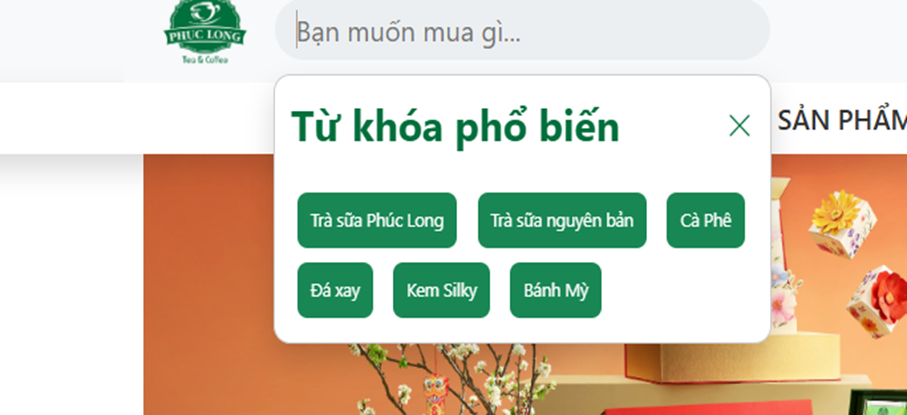 PHUC LONG
Tea & Coffee
Bạn muốn mua gì...
Từ khóa phổ biến
SẢN PHẨM
Trà sữa Phúc Long
Trà sữa nguyên bản
Cà Phê
Đá xay
Kem Silky
Bánh Mỳ